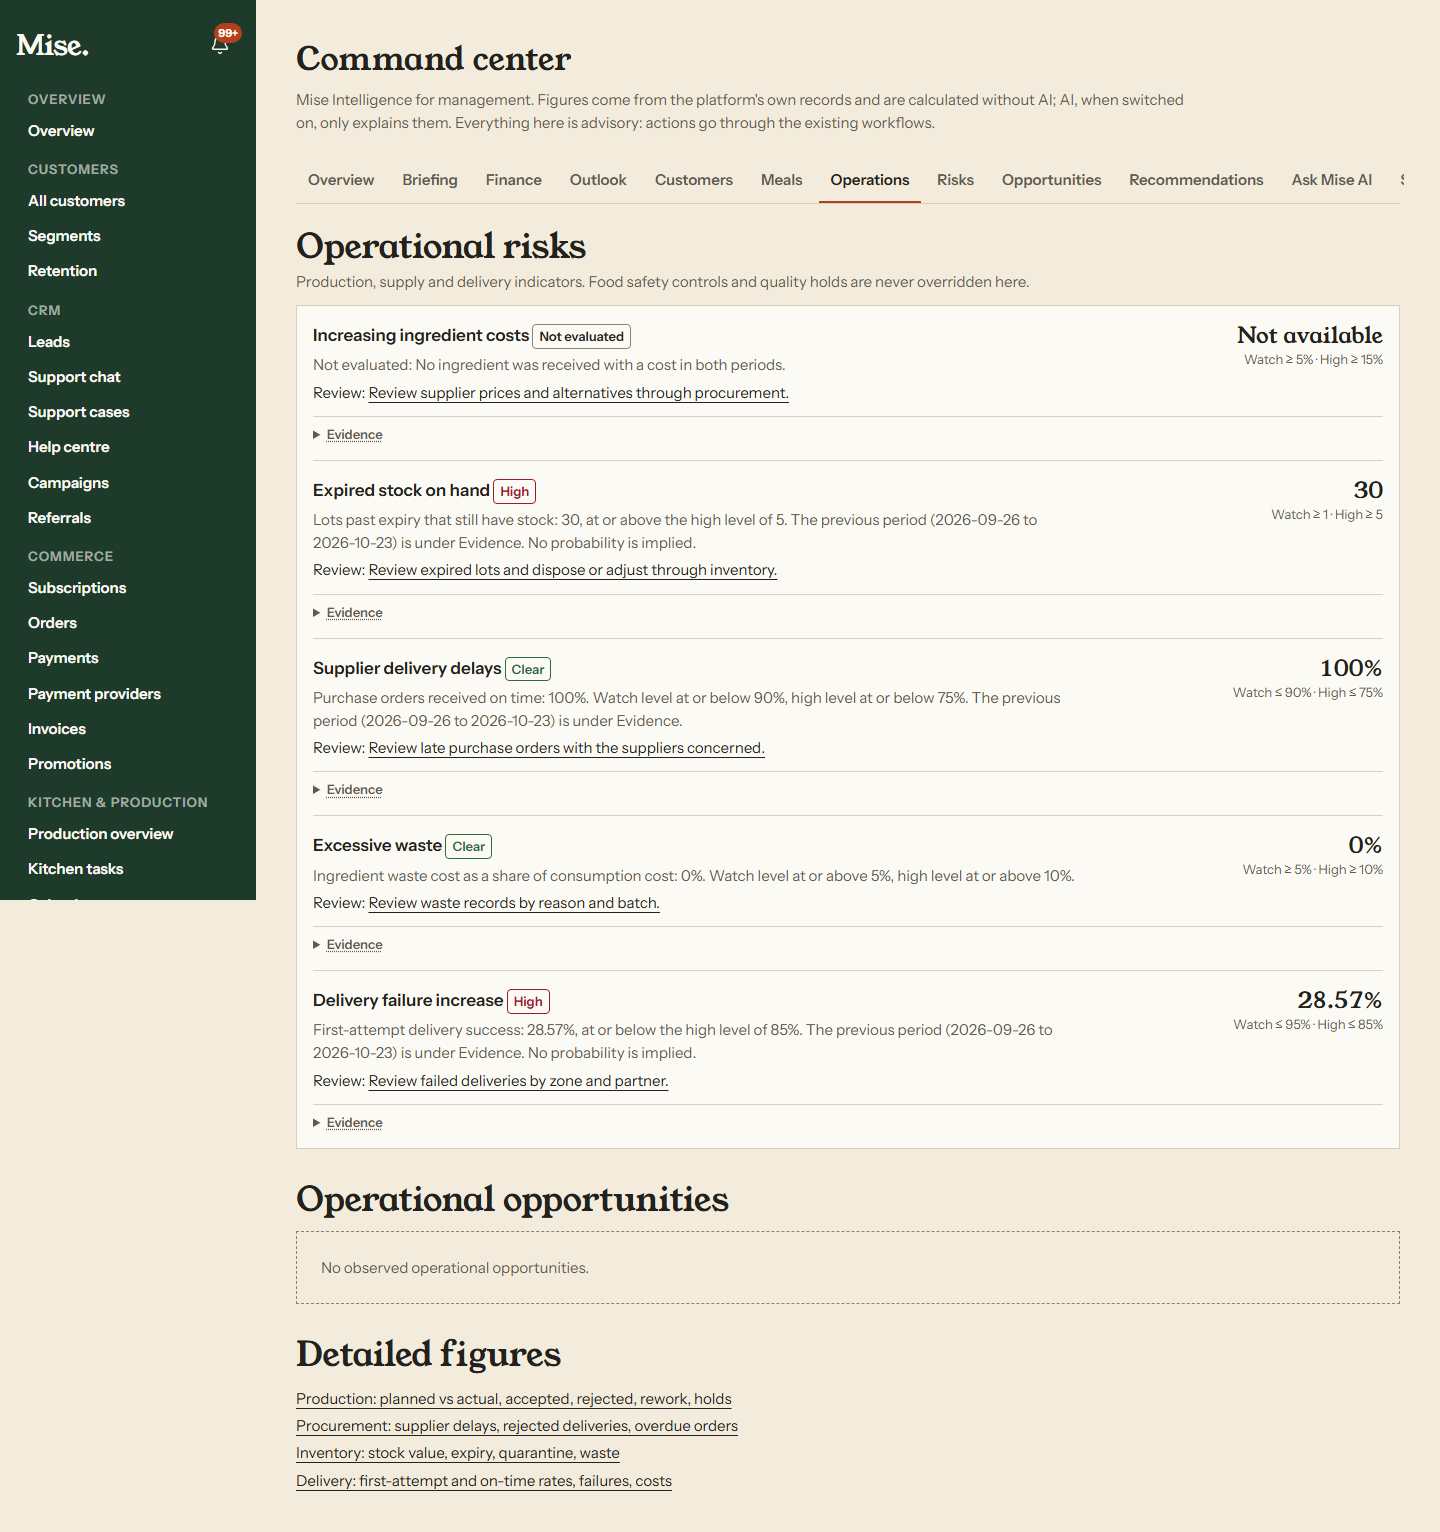 Mise.
99+
OVERVIEW
Overview
CUSTOMERS
All customers
Segments
Retention
CRM
Leads
Support chat
Support cases
Help centre
Campaigns
Referrals
COMMERCE
Subscriptions
Orders
Payments
Payment providers
Invoices
Promotions
KITCHEN & PRODUCTION
Production overview
Kitchen tasks
Command center
Mise Intelligence for management. Figures come from the platform's own records and are calculated without AI; AI, when switched
on, only explains them. Everything here is advisory: actions go through the existing workflows.
Overview Briefing Finance Outlook Customers Meals Operations Risks Opportunities Recommendations Ask Mise AI
Operational risks
Production, supply and delivery indicators. Food safety controls and quality holds are never overridden here.
Increasing ingredient costs Not evaluated
Not available
Watch ≥ 5% · High ≥ 15%
Not evaluated: No ingredient was received with a cost in both periods.
Review: Review supplier prices and alternatives through procurement.
▶ Evidence
Expired stock on hand High
30
Watch ≥ 1 · High ≥ 5
Lots past expiry that still have stock: 30, at or above the high level of 5. The previous period (2026-09-26 to
2026-10-23) is under Evidence. No probability is implied.
Review: Review expired lots and dispose or adjust through inventory.
▶ Evidence
Supplier delivery delays Clear
100%
Watch ≤ 90% · High ≤ 75%
Purchase orders received on time: 100%. Watch level at or below 90%, high level at or below 75%. The previous
period (2026-09-26 to 2026-10-23) is under Evidence.
Review: Review late purchase orders with the suppliers concerned.
▶ Evidence
Excessive waste Clear
0%
Watch ≥ 5% · High ≥ 10%
Ingredient waste cost as a share of consumption cost: 0%. Watch level at or above 5%, high level at or above 10%.
Review: Review waste records by reason and batch.
▶ Evidence
Delivery failure increase High
28.57%
Watch ≤ 95% · High ≤ 85%
First-attempt delivery success: 28.57%, at or below the high level of 85%. The previous period (2026-09-26 to
2026-10-23) is under Evidence. No probability is implied.
Review: Review failed deliveries by zone and partner.
▶ Evidence
Operational opportunities
No observed operational opportunities.
Detailed figures
Production: planned vs actual, accepted, rejected, rework, holds
Procurement: supplier delays, rejected deliveries, overdue orders
Inventory: stock value, expiry, quarantine, waste
Delivery: first-attempt and on-time rates, failures, costs